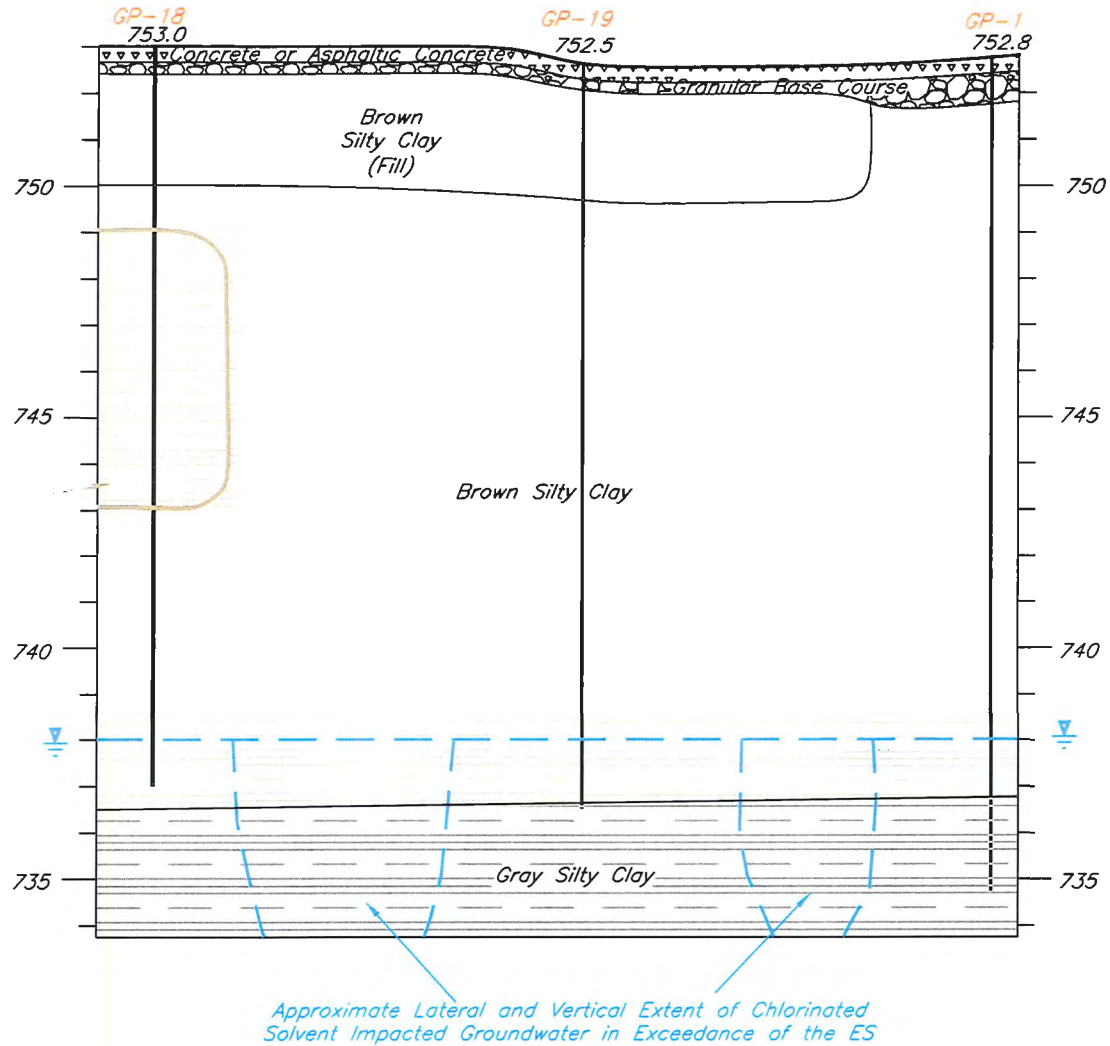 GP-18
753.0
GP-19
752.5
GP-1
752.8
Concrete or Asphaltic Concrete
Granular Base Course
Brown
Silty Clay
(Fill)
750
750
745
745
Brown Silty Clay
740
740
735
Gray Silty Clay
735
Approximate Lateral and Vertical Extent of Chlorinated
Solvent Impacted Groundwater in Exceedance of the ES